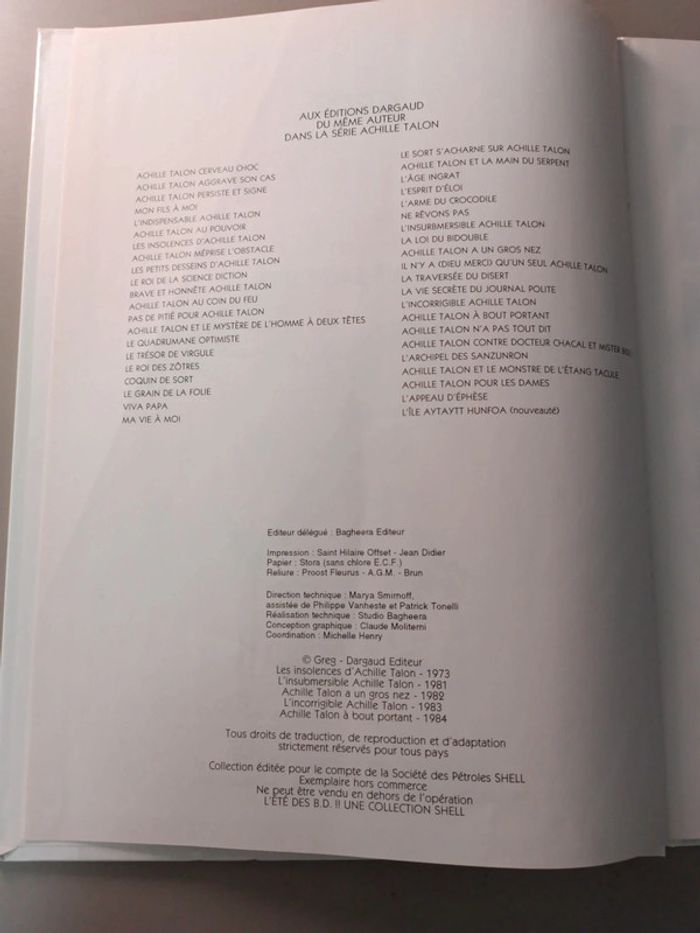 AUX ÉDITIONS DARGAUD
DU MÊME AUTEUR
DANS LA SÉRIE ACHILLE TALON
ACHILLE TALON CERVEAU CHOC
ACHILLE TALON AGGRAVE SON CAS
ACHILLE TALON PERSISTE ET SIGNE
MON FILS À MOI
L'INDISPENSABLE ACHILLE TALON
ACHILLE TALON AU POUVOIR
LES INSOLENCES D'ACHILLE TALON
ACHILLE TALON MÉPRISE L'OBSTACLE
LES PETITS DESSEINS D'ACHILLE TALON
LE ROI DE LA SCIENCE DICTION
BRAVE ET HONNÊTE ACHILLE TALON
ACHILLE TALON AU COIN DU FEU
PAS DE PITIÉ POUR ACHILLE TALON
ACHILLE TALON ET LE MYSTÈRE DE L'HOMME À DEUX TÊTES
LE QUADRUMANE OPTIMISTE
LE TRÉSOR DE VIRGULE
LE ROI DES ZÔTRES
COQUIN DE SORT
LE GRAIN DE LA FOLIE
VIVA PAPA
MA VIE À MOI
LE SORT S'ACHARNE SUR ACHILLE TALON
ACHILLE TALON ET LA MAIN DU SERPENT
L'ÂGE INGRAT
L'ESPRIT D'ÉLOI
L'ARME DU CROCODILE
NE RÊVONS PAS
L'INSURBMERSIBLE ACHILLE TALON
LA LOI DU BIDOUBLE
ACHILLE TALON A UN GROS NEZ
IL N'Y A (DIEU MERCI) QU'UN SEUL ACHILLE TALON
LA TRAVERSÉE DU DISERT
LA VIE SECRÈTE DU JOURNAL POLITE
L'INCORRIGIBLE ACHILLE TALON
ACHILLE TALON À BOUT PORTANT
ACHILLE TALON N'A PAS TOUT DIT
ACHILLE TALON CONTRE DOCTEUR CHACAL ET MISTER
L'ARCHIPEL DES SANZUNRON
ACHILLE TALON ET LE MONSTRE DE L'ÉTANG TACULE
ACHILLE TALON POUR LES DAMES
L'APPEAU D'ÉPHÈSE
L'ÎLE AYTAYTT HUNFOA (nouveauté)
Editeur délégué : Bagheera Editeur
Impression : Saint Hilaire Offset - Jean Didier
Papier : Stora (sans chlore E.C.F.)
Reliure : Proost Fleurus - A.G.M. - Brun
Direction technique : Marya Smirnoff,
assistée de Philippe Vanheste et Patrick Tonelli
Réalisation technique : Studio Bagheera
Conception graphique : Claude Moliterni
Coordination : Michelle Henry
© Greg - Dargaud Editeur
Les insolences d'Achille Talon - 1973
L'insubmersible Achille Talon - 1981
Achille Talon a un gros nez - 1982
L'incorrigible Achille Talon - 1983
Achille Talon à bout portant - 1984
Tous droits de traduction, de reproduction et d'adaptation
strictement réservés pour tous pays
Collection éditée pour le compte de la Société des Pétroles SHELL
Exemplaire hors commerce
Ne peut être vendu en dehors de l'opération
L'ÉTÉ DES B.D. !! UNE COLLECTION SHELL